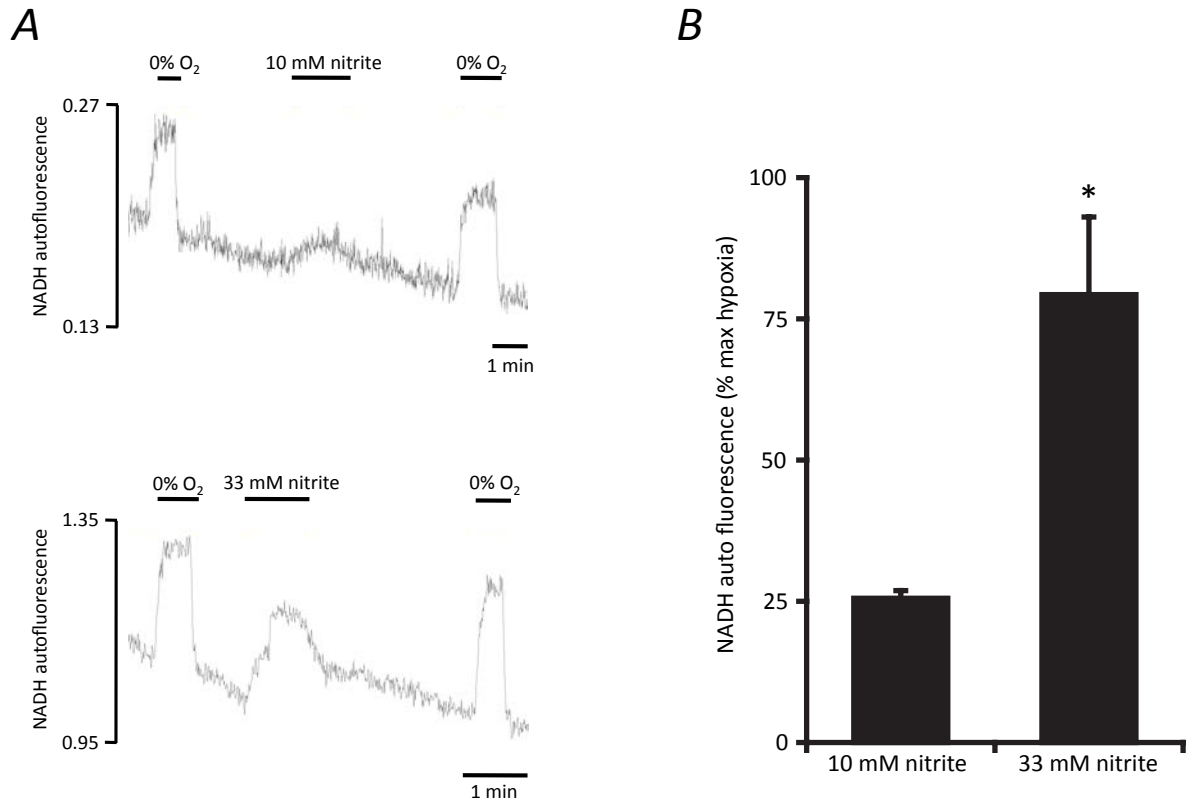 A
0% O2
10 mM nitrite
0% O2
0.27
NADH autofluorescence
0.13
1 min
0% O2
33 mM nitrite
0% O2
1.35
NADH autofluorescence
0.95
1 min
B
NADH auto fluorescence (% max hypoxia)
100
75
50
25
0
*
10 mM nitrite
33 mM nitrite